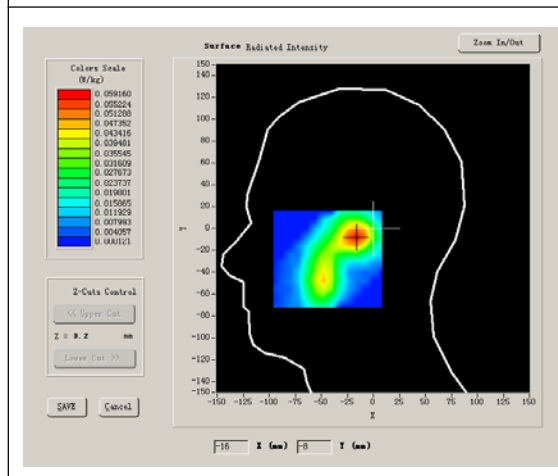 Surface Radiated Intensity
Zoom In/Out
Colors Scale
(W/kg)
0.059160
0.055224
0.051288
0.047352
0.043416
0.039481
0.035545
0.031609
0.027673
0.023737
0.019801
0.015865
0.011929
0.007993
0.004057
0.000121
Z-Cuts Control
<< Upper Cut
Z = 3.2 mm
Lower Cut >>
SAVE
Cancel
150
140
120
100
80
60
40
20
0
-20
-40
-60
-80
-100
-120
-140
-150
Y
-150 -125 -100 -75 -50 -25 0 25 50 75 100 125 150
X
-16 X (mm) -8 Y (mm)